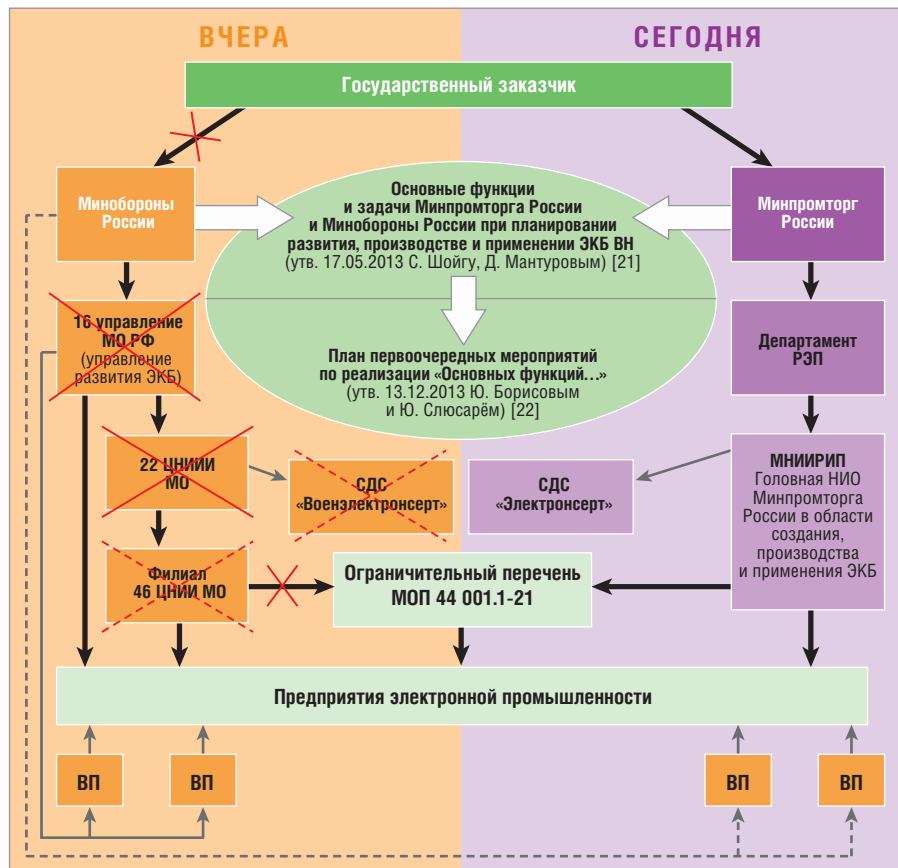 ВЧЕРА
СЕГОДНЯ
Государственный заказчик
Минобороны
России
Основные функции
и задачи Минпромторга России
и Минобороны России при планировании
развития, производстве и применении ЭКБ ВН
(утв. 17.05.2013 С. Шойгу, Д. Мантуровым) [21]
Минпромторг
России
16 управление
МО РФ
(управление
развития ЭКБ)
План первоочередных мероприятий
по реализации «Основных функций...»
(утв. 13.12.2013 Ю. Борисовым
и Ю. Слюсарём) [22]
Департамент
РЭП
22 ЦНИИИ
МО
СДС
«Военэлектронсерт»
СДС
«Электронсерт»
МНИИРИП
Головная НИО
Минпромторга
России в области
создания,
производства
и применения ЭКБ
Филиал
46 ЦНИИ МО
Ограничительный перечень
МОП 44 001.1-21
Предприятия электронной промышленности
ВП
ВП
ВП
ВП